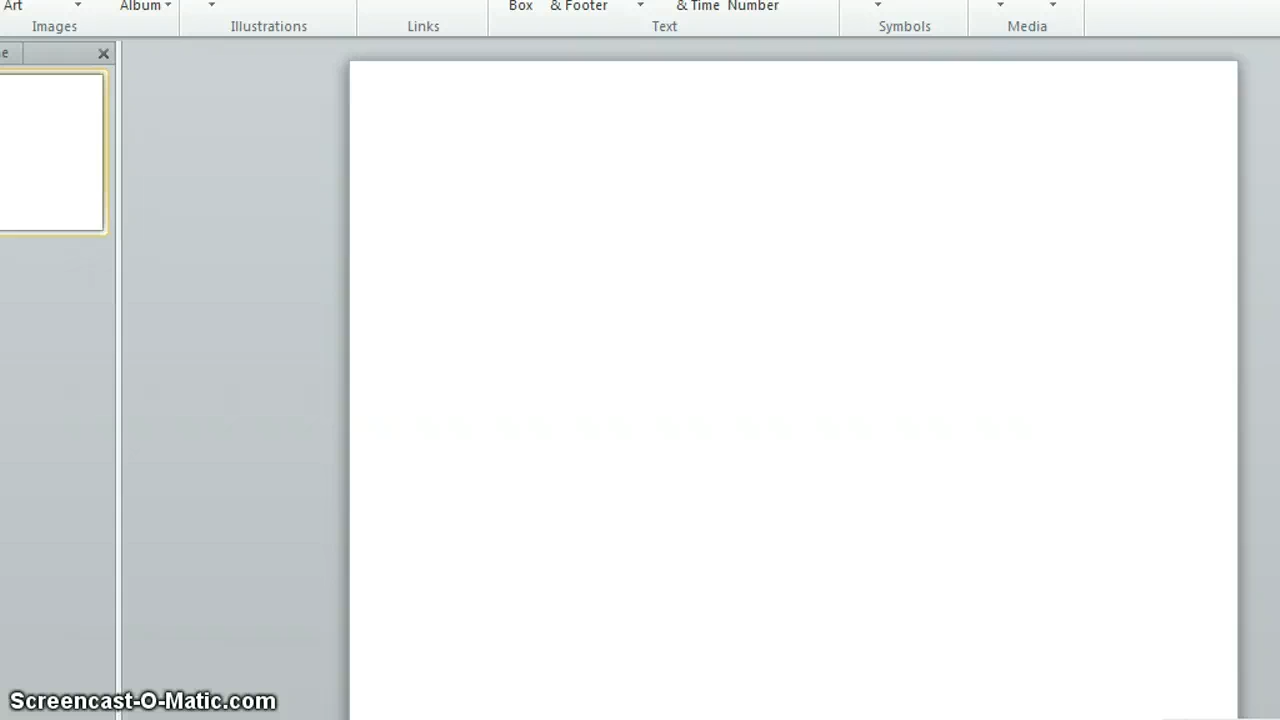 Art Album Box & Footer & Time Number
Images Illustrations Links Text Symbols Media
e
Screencast-O-Matic.com